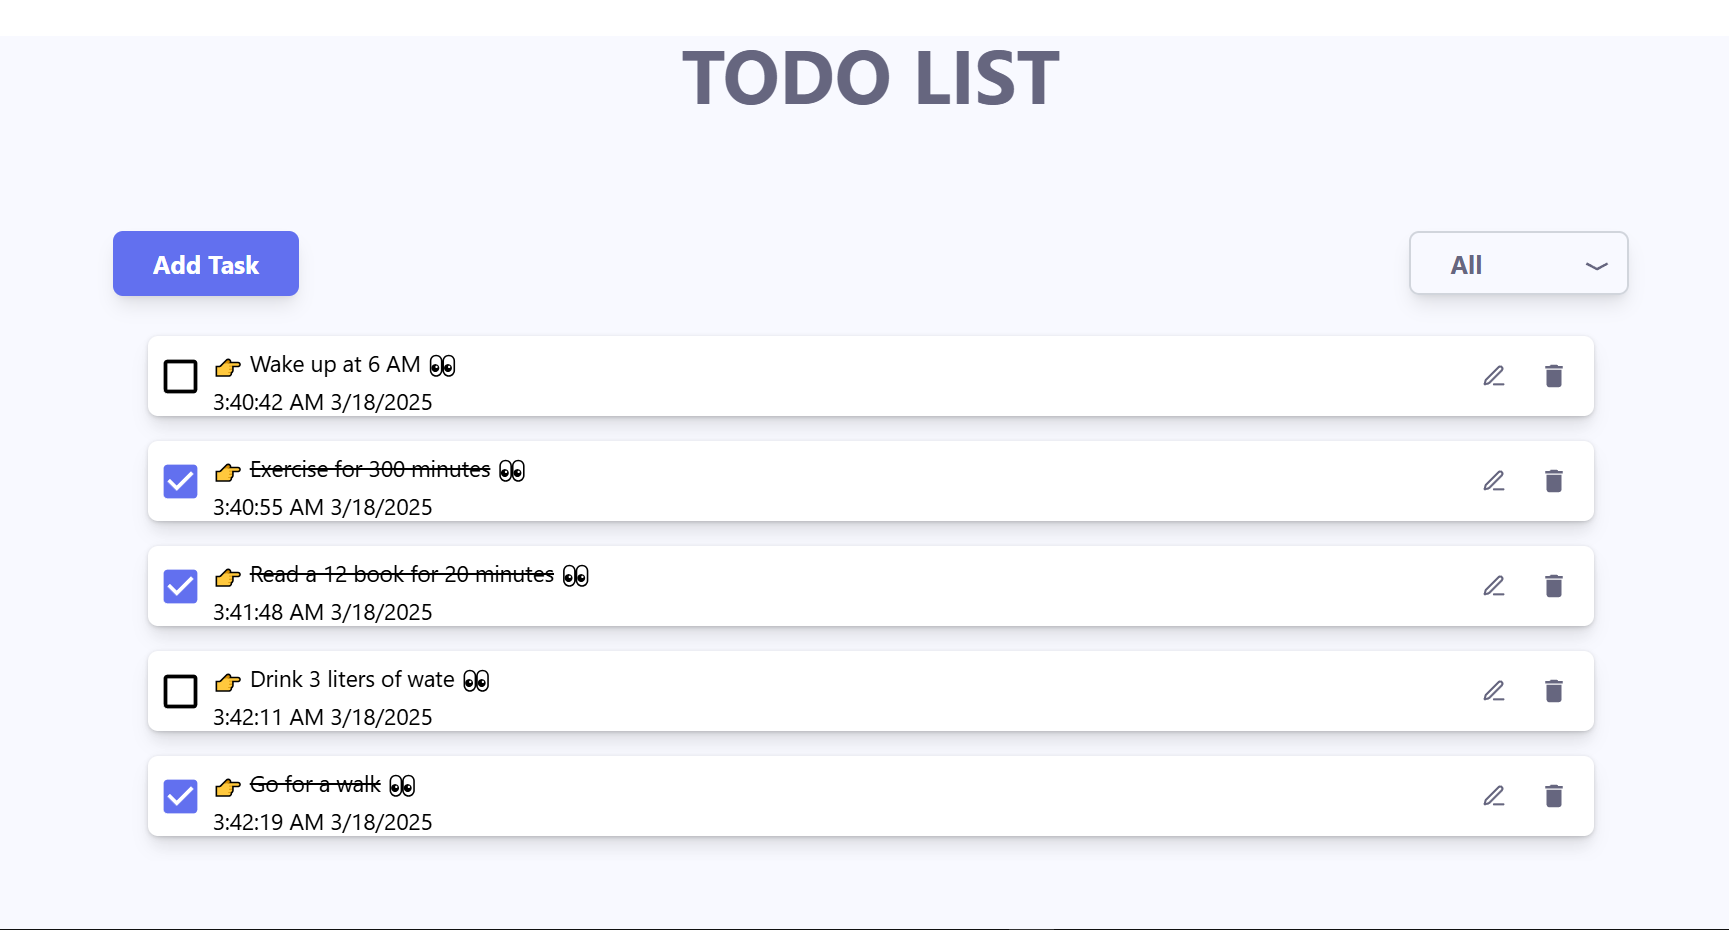 TODO LIST
Add Task
All
👉 Wake up at 6 AM 👀
3:40:42 AM 3/18/2025
👉 Exercise for 300 minutes 👀
3:40:55 AM 3/18/2025
👉 Read a 12 book for 20 minutes 👀
3:41:48 AM 3/18/2025
👉 Drink 3 liters of wate 👀
3:42:11 AM 3/18/2025
👉 Go for a walk 👀
3:42:19 AM 3/18/2025